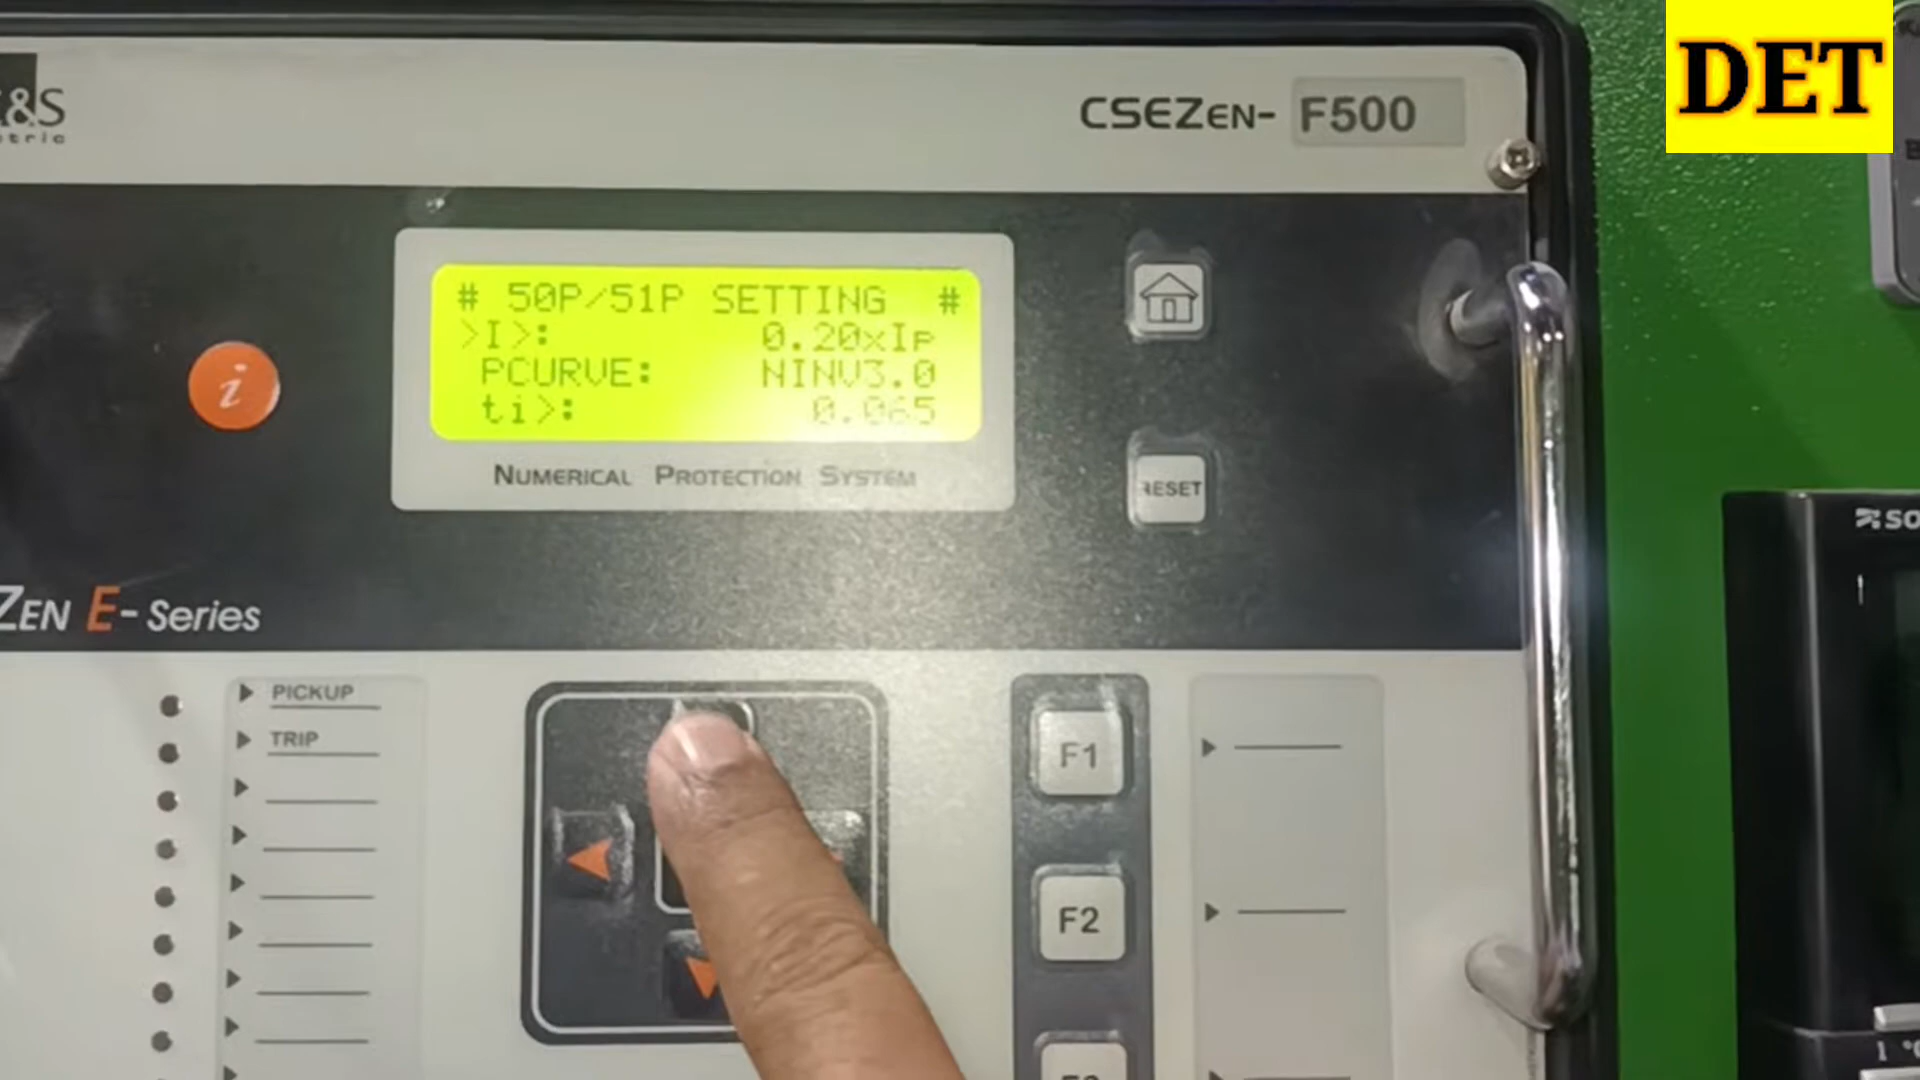 DET
&S
CSEZEN- F500
# 50P/51P SETTING #
>I>: 0.20xIp
PCURVE: NINV3.0
ti>: 0.065
NUMERICAL PROTECTION SYSTEM
i
RESET
ZEN E-Series
PICKUP
TRIP
F1
F2